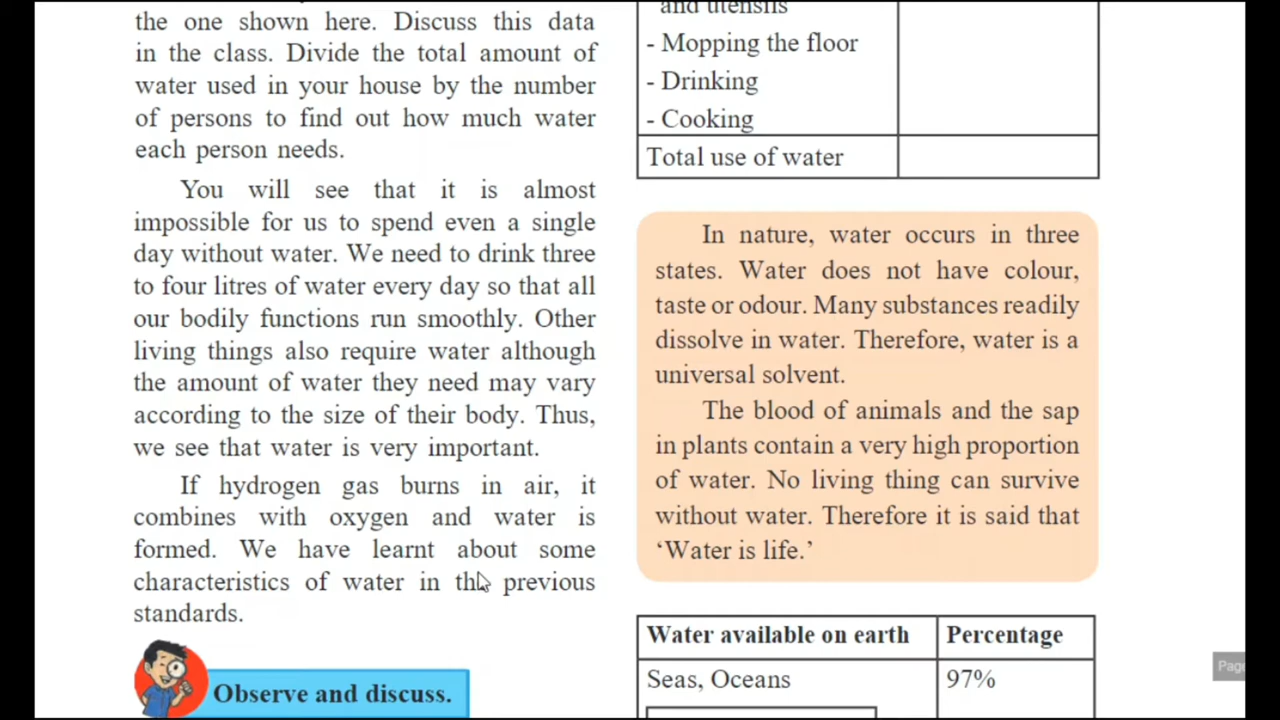 the one shown here. Discuss this data
in the class. Divide the total amount of
water used in your house by the number
of persons to find out how much water
each person needs.
You will see that it is almost
impossible for us to spend even a single
day without water. We need to drink three
to four litres of water every day so that all
our bodily functions run smoothly. Other
living things also require water although
the amount of water they need may vary
according to the size of their body. Thus,
we see that water is very important.
If hydrogen gas burns in air, it
combines with oxygen and water is
formed. We have learnt about some
characteristics of water in the previous
standards.
Observe and discuss.
and utensils
- Mopping the floor
- Drinking
- Cooking
Total use of water
In nature, water occurs in three
states. Water does not have colour,
taste or odour. Many substances readily
dissolve in water. Therefore, water is a
universal solvent.
The blood of animals and the sap
in plants contain a very high proportion
of water. No living thing can survive
without water. Therefore it is said that
‘Water is life.’
Water available on earth Percentage
Seas, Oceans 97%
Page